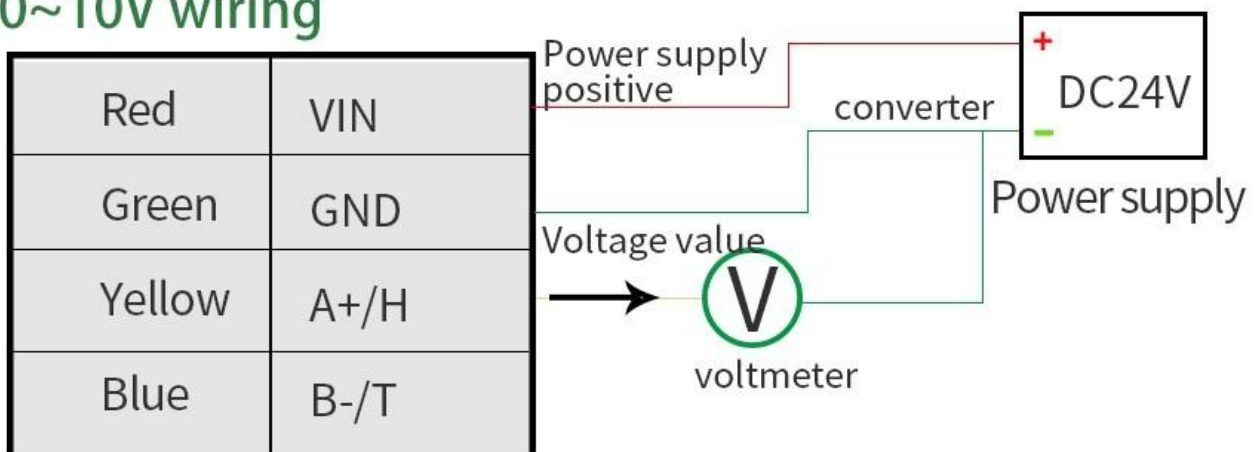 0~10V wiring
Power supply
positive
+
DC24V
converter
-
Power supply
Red VIN
Green GND
Voltage value
Yellow A+/H
V
voltmeter
Blue B-/T